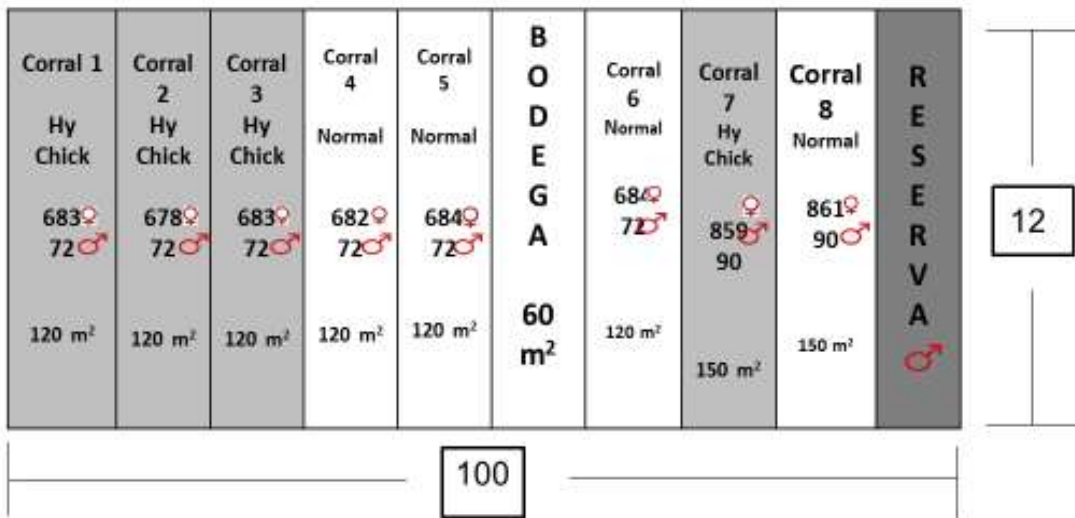 Corral 1
Hy
Chick
683♀
72♂
120 m²
Corral
2
Hy
Chick
678♀
72♂
120 m²
Corral
3
Hy
Chick
683♀
72♂
120 m²
Corral
4
Normal
682♀
72♂
120 m²
Corral
5
Normal
684♀
72♂
120 m²
B
O
D
E
G
A
60
m²
Corral
6
Normal
684♀
72♂
120 m²
Corral
7
Hy
Chick
♀
859♂
90
150 m²
Corral
8
Normal
861♀
90♂
150 m²
R
E
S
E
R
V
A
♂
12
100